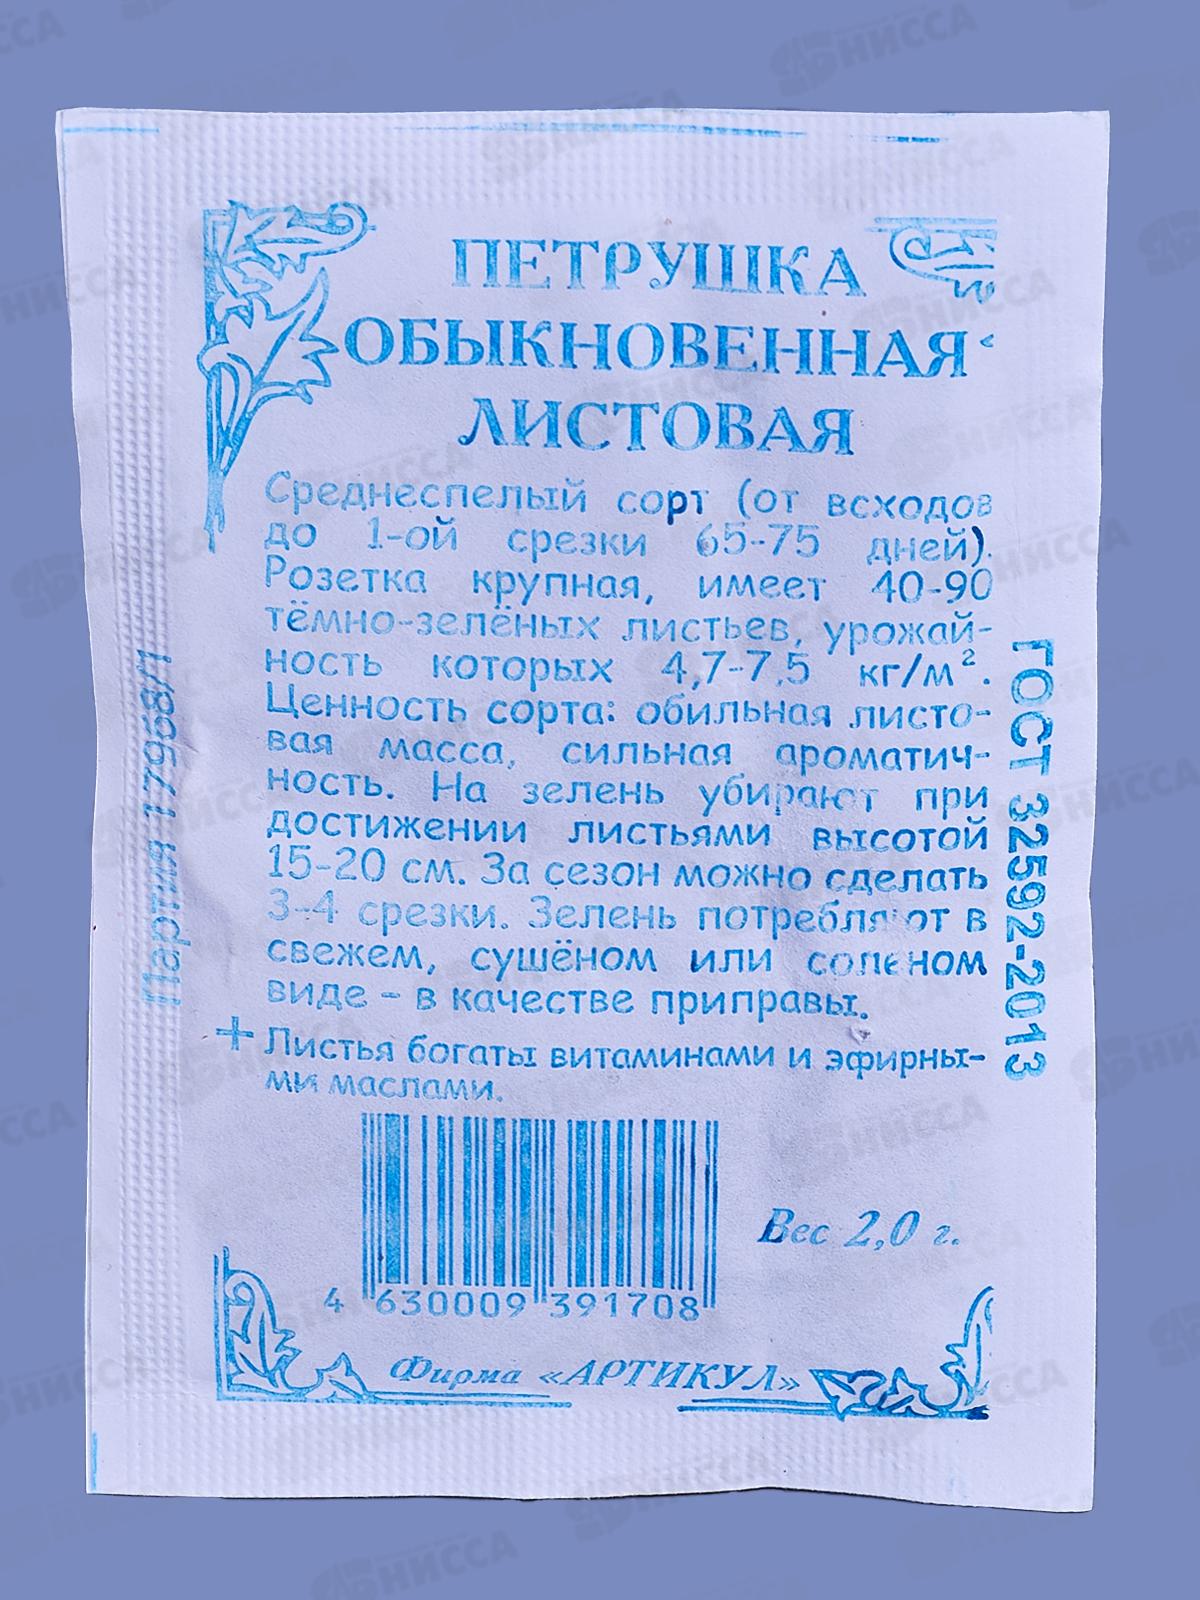 ПЕТРУШКА
ОБЫКНОВЕННАЯ
ЛИСТОВАЯ
Среднеспелый сорт (от всходов
до 1-ой срезки 65-75 дней).
Розетка крупная, имеет 40-90
тёмно-зелёных листьев, урожай-
ность которых 4,7-7,5 кг/м².
Ценность сорта: обильная листо-
вая масса, сильная ароматич-
ность. На зелень убирают при
достижении листьями высотой
15-20 см. За сезон можно сделать
3-4 срезки. Зелень потребляют в
свежем, сушёном или соленом
виде - в качестве приправы.
+ Листья богаты витаминами и эфирны-
ми маслами.
Вес 2,0 г.
4 630009 391708
Фирма «АРТИКУЛ»
Партия 17968/1
ГОСТ 32592-2013
НИССА